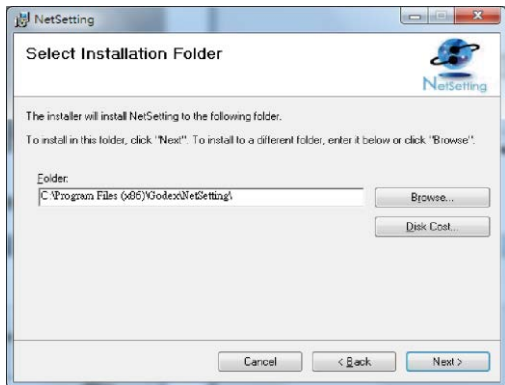 NetSetting
Select Installation Folder
NetSetting
The installer will install NetSetting to the following folder.
To install in this folder, click "Next". To install to a different folder, enter it below or click "Browse".
Folder:
C:\Program Files (x86)\Godex\NetSetting\
Browse...
Disk Cost...
Cancel
< Back
Next >